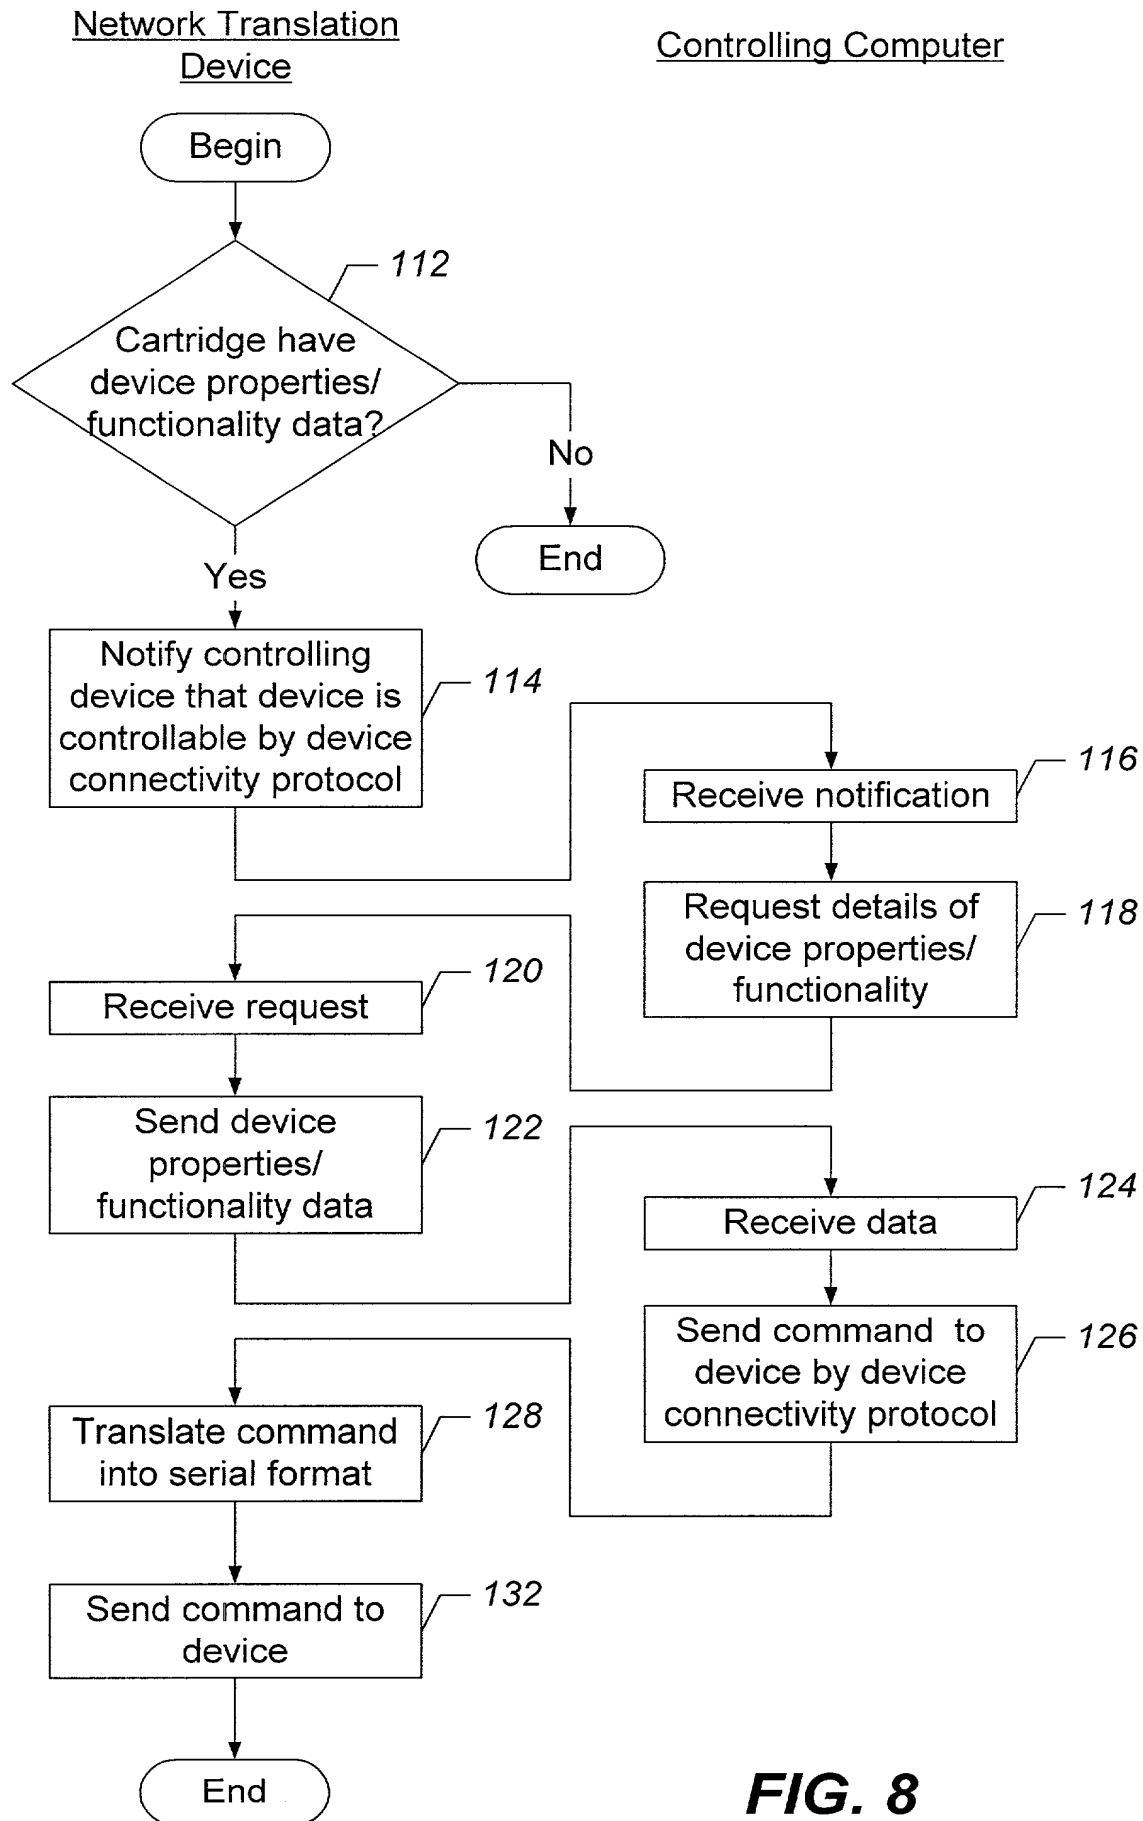 Network Translation
Device
Controlling Computer
Begin
112
Cartridge have
device properties/
functionality data?
No
End
Yes
Notify controlling
device that device is
controllable by device
connectivity protocol
114
116
Receive notification
Request details of
device properties/
functionality
118
120
Receive request
Send device
properties/
functionality data
122
124
Receive data
Send command to
device by device
connectivity protocol
126
128
Translate command
into serial format
132
Send command to
device
End
FIG. 8